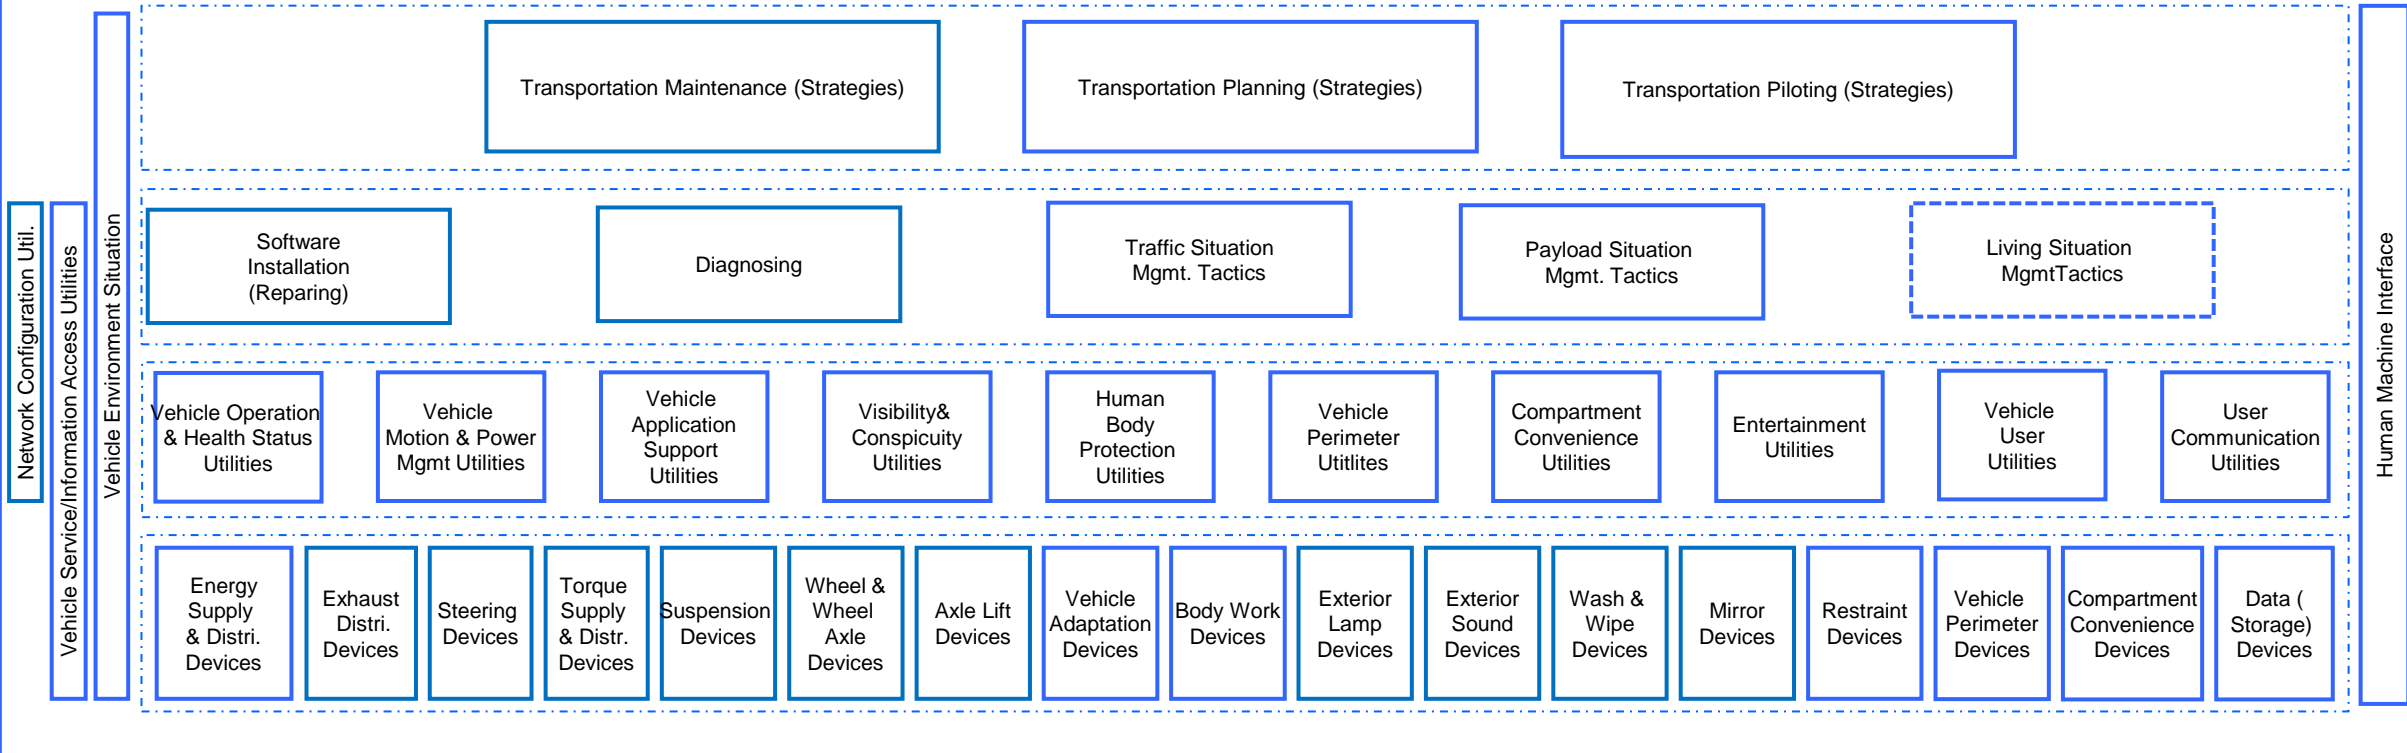 Network Configuration Util.
Vehicle Service/Information Access Utilities
Vehicle Environment Situation
Transportation Maintenance (Strategies)
Transportation Planning (Strategies)
Transportation Piloting (Strategies)
Software
Installation
(Reparing)
Diagnosing
Traffic Situation
Mgmt. Tactics
Payload Situation
Mgmt. Tactics
Living Situation
MgmtTactics
Vehicle Operation
& Health Status
Utilities
Vehicle
Motion & Power
Mgmt Utilities
Vehicle
Application
Support
Utilities
Visibility&
Conspicuity
Utilities
Human
Body
Protection
Utilities
Vehicle
Perimeter
Utitlites
Compartment
Convenience
Utilities
Entertainment
Utilities
Vehicle
User
Utilities
User
Communication
Utilities
Energy
Supply
& Distri.
Devices
Exhaust
Distri.
Devices
Steering
Devices
Torque
Supply
& Distr.
Devices
Suspension
Devices
Wheel &
Wheel
Axle
Devices
Axle Lift
Devices
Vehicle
Adaptation
Devices
Body Work
Devices
Exterior
Lamp
Devices
Exterior
Sound
Devices
Wash &
Wipe
Devices
Mirror
Devices
Restraint
Devices
Vehicle
Perimeter
Devices
Compartment
Convenience
Devices
Data (
Storage)
Devices
Human Machine Interface